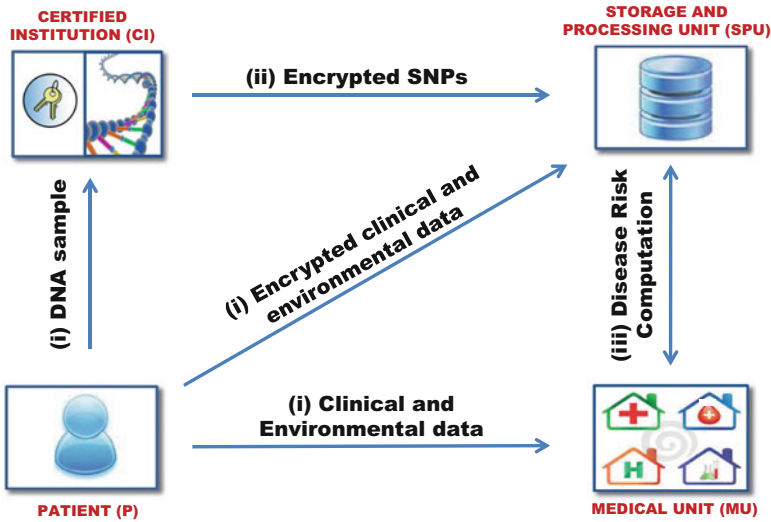 CERTIFIED
INSTITUTION (CI)
STORAGE AND
PROCESSING UNIT (SPU)
(ii) Encrypted SNPs
(i) DNA sample
(i) Encrypted clinical and
environmental data
(iii) Disease Risk
Computation
(i) Clinical and
Environmental data
H
PATIENT (P)
MEDICAL UNIT (MU)